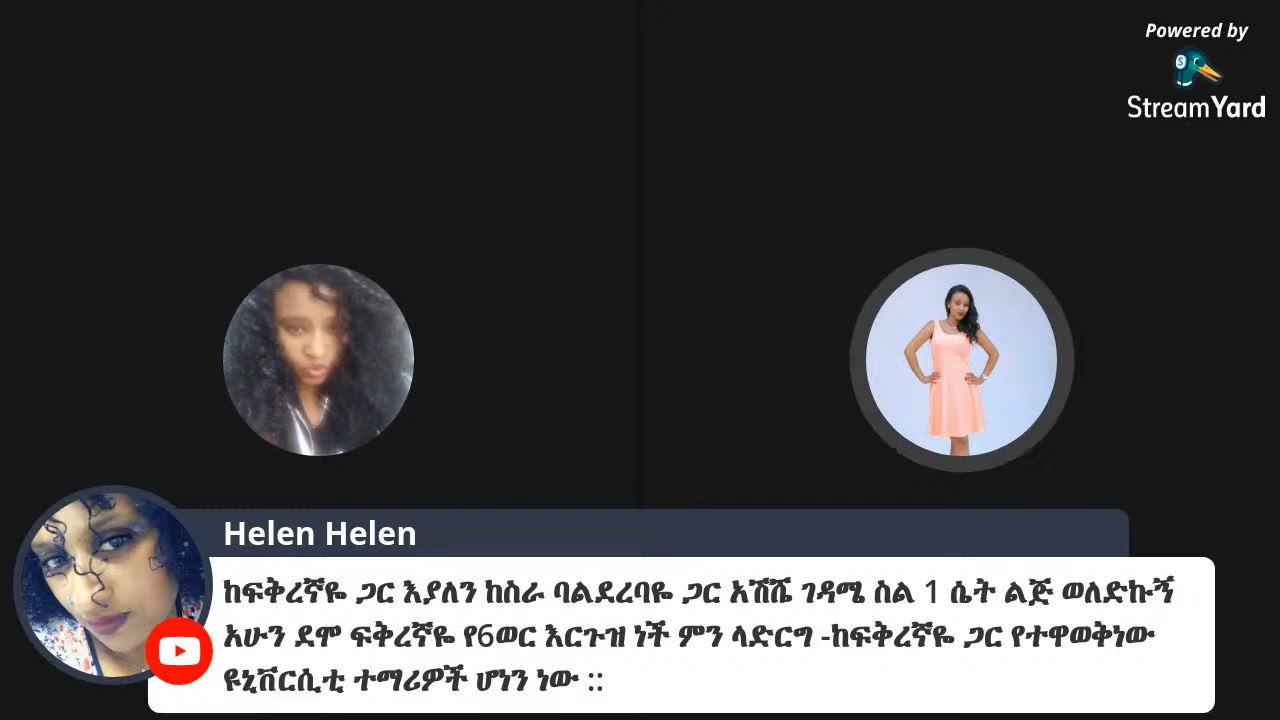 Powered by
StreamYard
Helen Helen
ከፍቅረኛዬ ጋር እያለን ከስራ ባልደረባዬ ጋር አሽሼ ገዳሜ ስል 1 ሴት ልጅ ወለድኩኝ
አሁን ደሞ ፍቅረኛዬ የ6ወር እርጉዝ ነች ምን ላድርግ -ከፍቅረኛዬ ጋር የተዋወቅነው
ዩኒቨርሲቲ ተማሪዎች ሆነን ነው ::